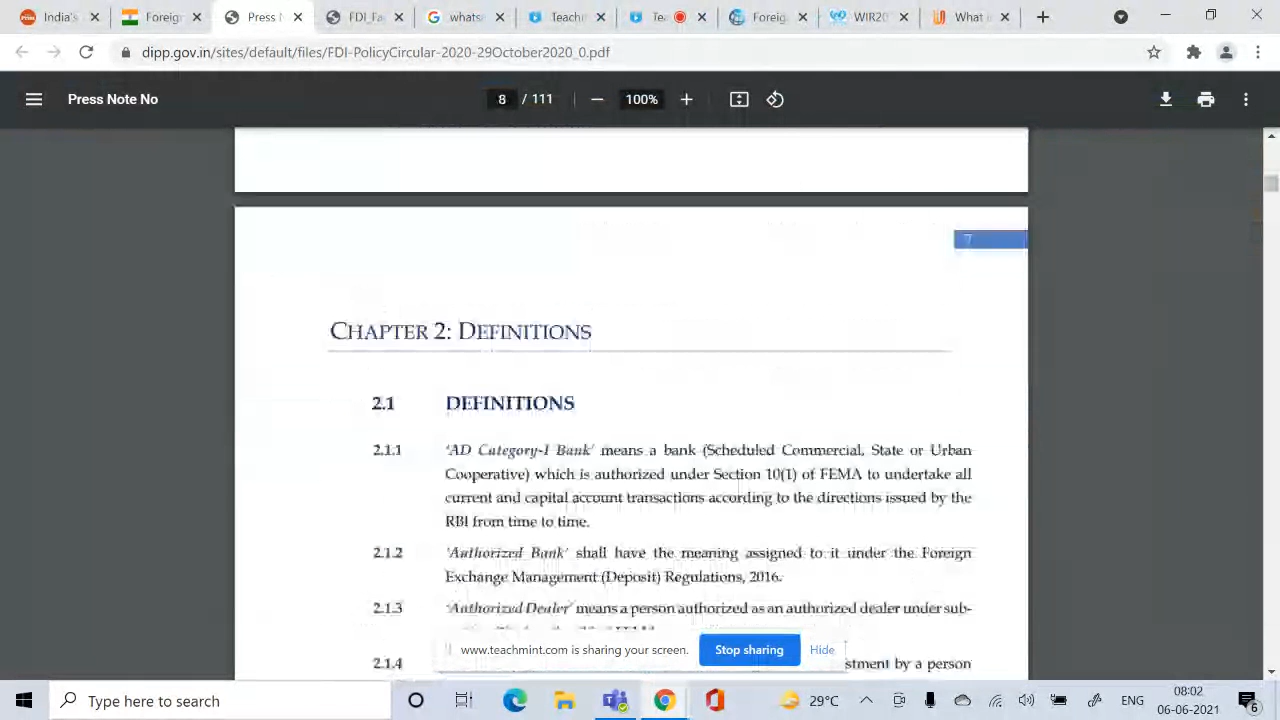 India's
Foreig
Press N
FDI_Fa
whats
teachi
Tea
Foreig
WIR20
What i
dipp.gov.in/sites/default/files/FDI-PolicyCircular-2020-29October2020_0.pdf
Press Note No
8 / 111
100%
7
CHAPTER 2: DEFINITIONS
2.1 DEFINITIONS
2.1.1 'AD Category-I Bank' means a bank (Scheduled Commercial, State or Urban
Cooperative) which is authorized under Section 10(1) of FEMA to undertake all
current and capital account transactions according to the directions issued by the
RBI from time to time.
2.1.2 'Authorized Bank' shall have the meaning assigned to it under the Foreign
Exchange Management (Deposit) Regulations, 2016.
2.1.3 'Authorized Dealer' means a person authorized as an authorized dealer under sub-
www.teachmint.com is sharing your screen. Stop sharing Hide
2.1.4 stment by a person
Type here to search
29°C
ENG
08:02
06-06-2021
6